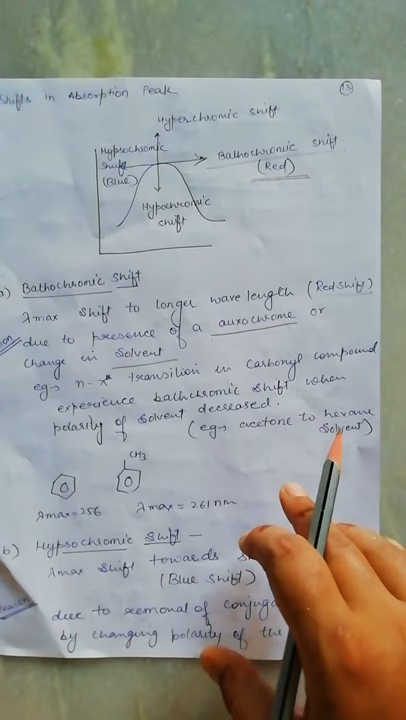 Shifts in Absorption Peak
13
Hyperchromic shift
Hypsochromic
shift
(Blue)
Bathochromic shift
(Red)
Hypochromic
shift
a) Bathochromic shift
λmax shift to longer wavelength (Red shift)
due to presence of a auxochrome or
change in solvent
eg→ n-π* transition in Carbonyl compound
experience bathchromic shift when
polarity of solvent decreased.
(eg→ acetone to hexane
solvent)
CH3
λmax = 256 λmax = 261 nm
b) Hypsochromic shift –
λmax shift towards
(Blue shift)
due to removal of
by changing polarity of the